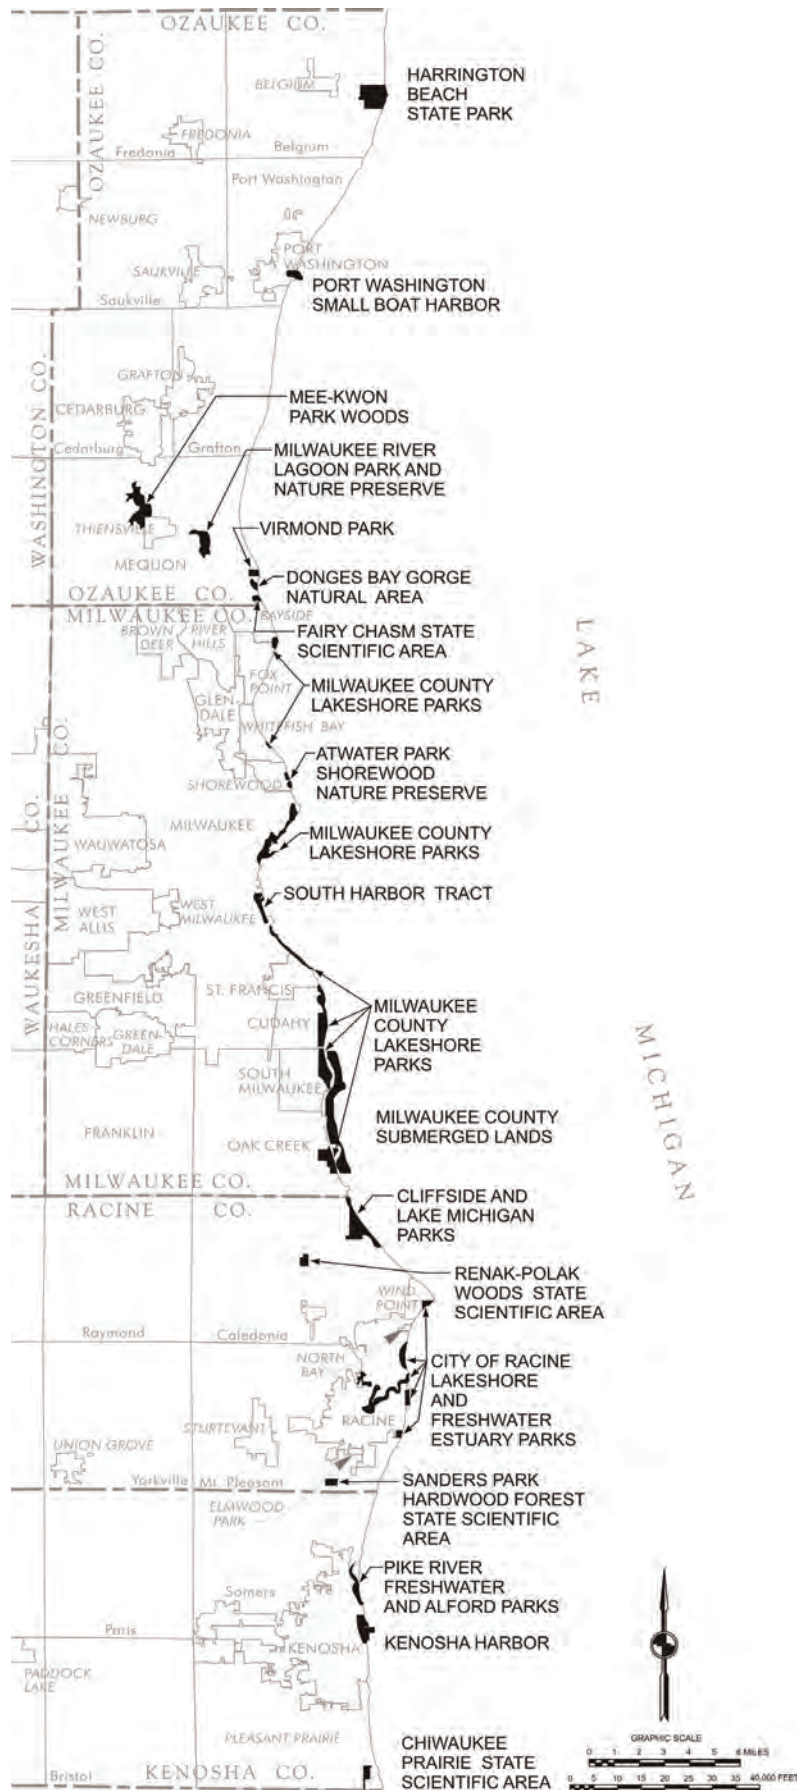 OZAUKEE CO.
OZAUKEE CO.
BELGIUM
HARRINGTON
BEACH
STATE PARK
FREDONIA
Fredonia
Belgium
Port Washington
NEWBURG
PORT
WASHINGTON
SAUKVILLE
Saukville
PORT WASHINGTON
SMALL BOAT HARBOR
WASHINGTON CO.
GRAFTON
CEDARBURG
Cedarburg
Grafton
MEE-KWON
PARK WOODS
MILWAUKEE RIVER
LAGOON PARK AND
NATURE PRESERVE
THIENSVILLE
MEQUON
VIRMOND PARK
DONGES BAY GORGE
NATURAL AREA
OZAUKEE CO.
MILWAUKEE CO.
BAYSIDE
BROWN
DEER
RIVER
HILLS
FAIRY CHASM STATE
SCIENTIFIC AREA
FOX
POINT
GLEN-
DALE
MILWAUKEE COUNTY
LAKESHORE PARKS
WHITEFISH BAY
LAKE
SHOREWOOD
ATWATER PARK
SHOREWOOD
NATURE PRESERVE
MILWAUKEE
WAUWATOSA
MILWAUKEE COUNTY
LAKESHORE PARKS
WAUKESHA CO.
MILWAUKEE CO.
SOUTH HARBOR TRACT
WEST
ALLIS
WEST
MILWAUKEE
ST. FRANCIS
GREENFIELD
CUDAHY
HALES
CORNERS
GREEN-
DALE
MILWAUKEE
COUNTY
LAKESHORE
PARKS
MICHIGAN
SOUTH
MILWAUKEE
FRANKLIN
OAK CREEK
MILWAUKEE COUNTY
SUBMERGED LANDS
MILWAUKEE CO.
RACINE CO.
CLIFFSIDE AND
LAKE MICHIGAN
PARKS
RENAK-POLAK
WOODS STATE
SCIENTIFIC AREA
WIND
POINT
Raymond
Caledonia
NORTH
BAY
CITY OF RACINE
LAKESHORE
AND
FRESHWATER
ESTUARY PARKS
RACINE
STURTEVANT
UNION GROVE
Yorkville
Mt. Pleasant
ELMWOOD
PARK
SANDERS PARK
HARDWOOD FOREST
STATE SCIENTIFIC
AREA
PIKE RIVER
FRESHWATER
AND ALFORD PARKS
Somers
Paris
KENOSHA
KENOSHA HARBOR
PADDOCK
LAKE
PLEASANT PRAIRIE
Bristol
KENOSHA CO.
CHIWAUKEE
PRAIRIE STATE
SCIENTIFIC AREA
GRAPHIC SCALE
0 1 2 3 4 5 6 MILES
0 5 10 15 20 25 30 35 40,000 FEET